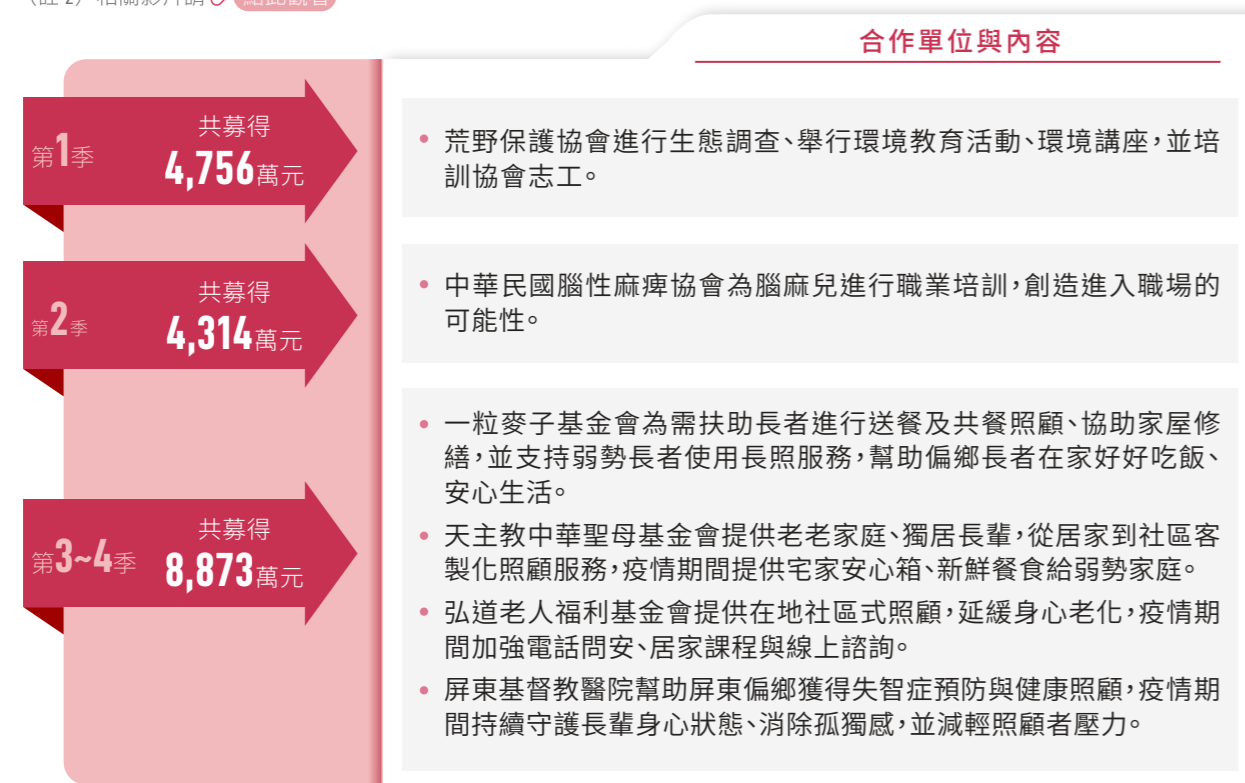 (註 2) 相關影片請 點此觀看
合作單位與內容
第1季
共募得
4,756萬元
• 荒野保護協會進行生態調查、舉行環境教育活動、環境講座,並培
訓協會志工。
第2季
共募得
4,314萬元
• 中華民國腦性麻痺協會為腦麻兒進行職業培訓,創造進入職場的
可能性。
第3~4季
共募得
8,873萬元
• 一粒麥子基金會為需扶助長者進行送餐及共餐照顧、協助家屋修
繕,並支持弱勢長者使用長照服務,幫助偏鄉長者在家好好吃飯、
安心生活。
• 天主教中華聖母基金會提供老老家庭、獨居長輩,從居家到社區客
製化照顧服務,疫情期間提供宅家安心箱、新鮮餐食給弱勢家庭。
• 弘道老人福利基金會提供在地社區式照顧,延緩身心老化,疫情期
間加強電話問安、居家課程與線上諮詢。
• 屏東基督教醫院幫助屏東偏鄉獲得失智症預防與健康照顧,疫情期
間持續守護長輩身心狀態、消除孤獨感,並減輕照顧者壓力。